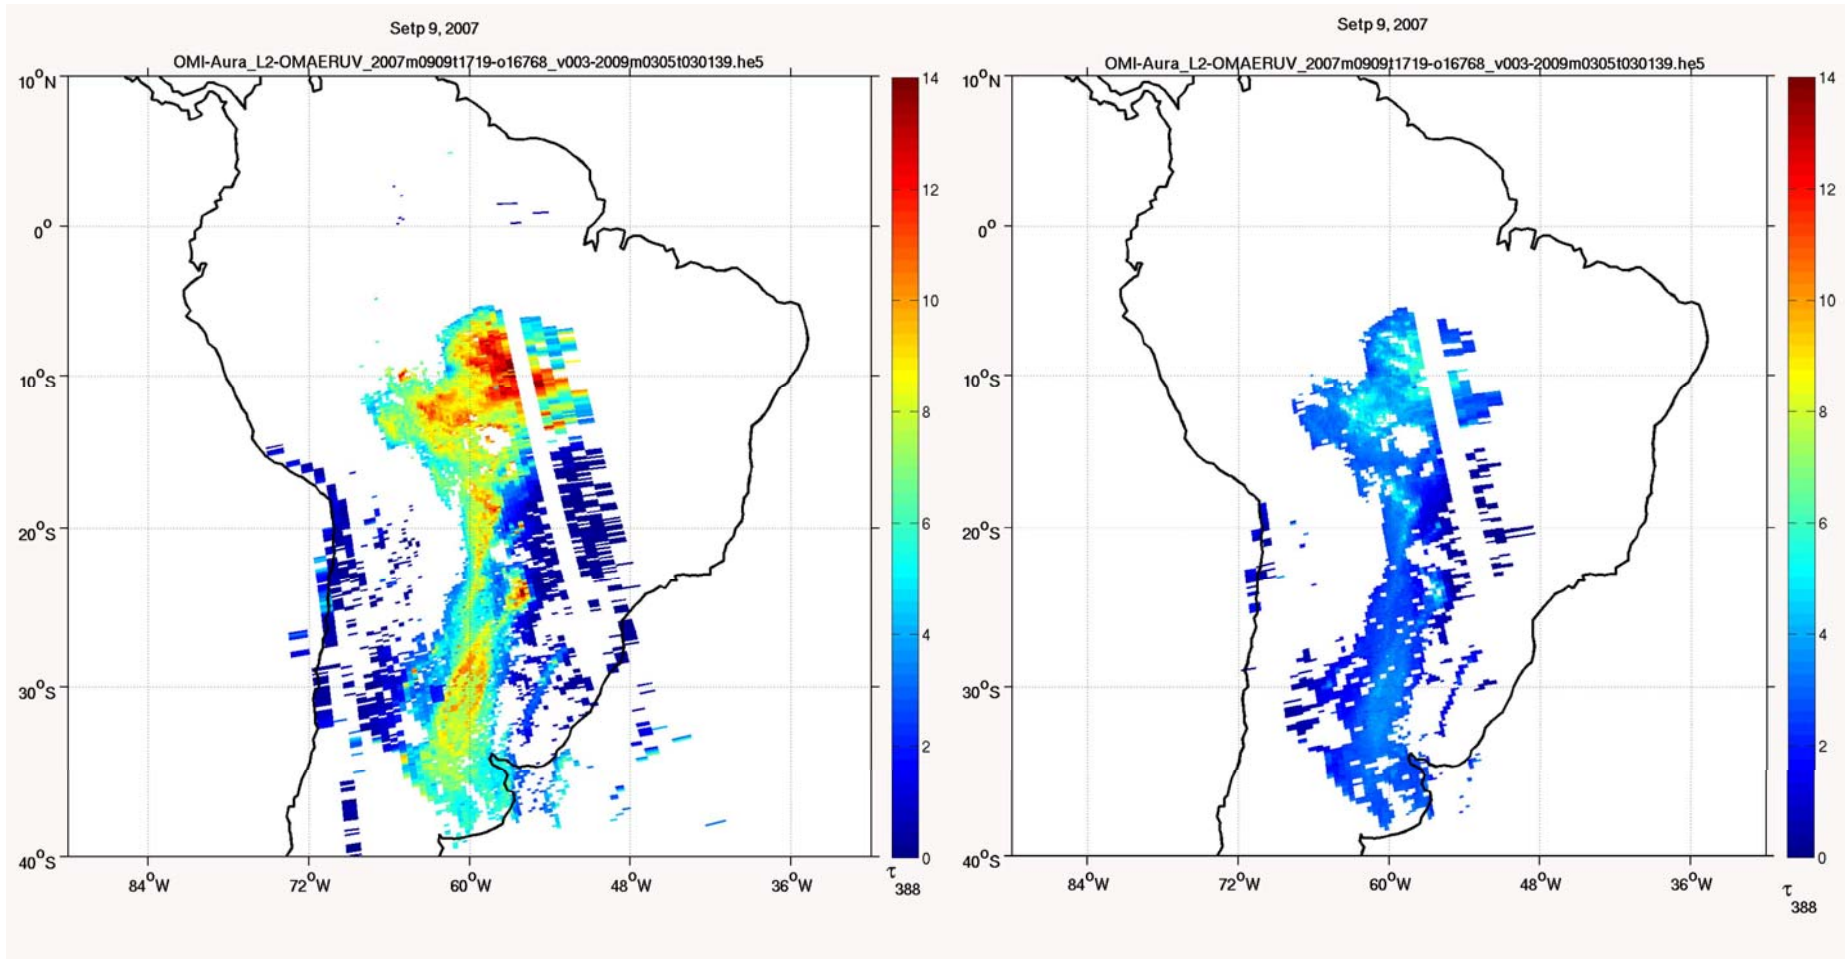 Setp 9, 2007
OMI-Aura_L2-OMAERUV_2007m0909t1719-o16768_v003-2009m0305t030139.he5
10°N
0°
10°S
20°S
30°S
40°S
84°W
72°W
60°W
48°W
36°W
14
12
10
8
6
4
2
0
τ
388
Setp 9, 2007
OMI-Aura_L2-OMAERUV_2007m0909t1719-o16768_v003-2009m0305t030139.he5
10°N
0°
10°S
20°S
30°S
40°S
84°W
72°W
60°W
48°W
36°W
14
12
10
8
6
4
2
0
τ
388